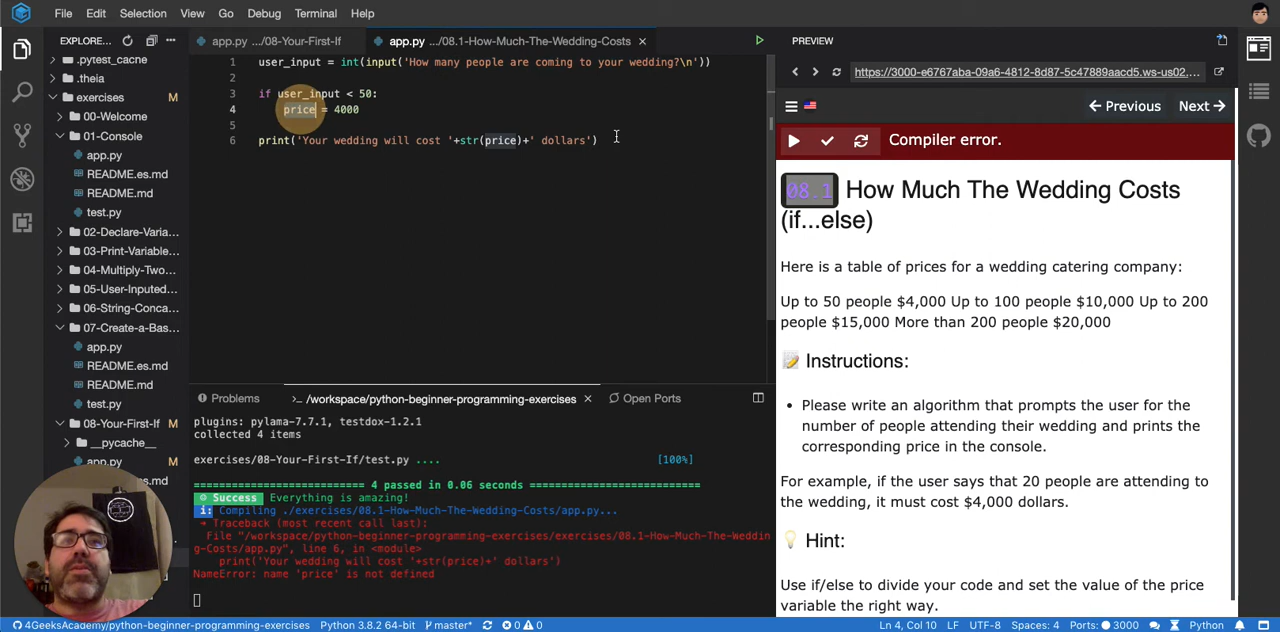 File Edit Selection View Go Debug Terminal Help
EXPLORE...
.pytest_cache
.theia
exercises M
00-Welcome
01-Console
app.py
README.es.md
README.md
test.py
02-Declare-Varia...
03-Print-Variable...
04-Multiply-Two...
05-User-Inputed...
06-String-Conca...
07-Create-a-Bas...
app.py
README.es.md
README.md
test.py
08-Your-First-If M
__pycache__
app.py M
.es.md
app.py .../08-Your-First-If
app.py .../08.1-How-Much-The-Wedding-Costs
1 user_input = int(input('How many people are coming to your wedding?\n'))
2
3 if user_input < 50:
4 price = 4000
5
6 print('Your wedding will cost '+str(price)+' dollars')
Problems >_ /workspace/python-beginner-programming-exercises Open Ports
plugins: pylama-7.7.1, testdox-1.2.1
collected 4 items
exercises/08-Your-First-If/test.py .... [100%]
========================== 4 passed in 0.06 seconds ==========================
Success Everything is amazing!
i: Compiling ./exercises/08.1-How-Much-The-Wedding-Costs/app.py...
→ Traceback (most recent call last):
File "/workspace/python-beginner-programming-exercises/exercises/08.1-How-Much-The-Weddin
g-Costs/app.py", line 6, in <module>
print('Your wedding will cost '+str(price)+' dollars')
NameError: name 'price' is not defined
PREVIEW
https://3000-e6767aba-09a6-4812-8d87-5c47889aacd5.ws-us02....
← Previous Next →
Compiler error.
08.1 How Much The Wedding Costs
(if...else)
Here is a table of prices for a wedding catering company:
Up to 50 people $4,000 Up to 100 people $10,000 Up to 200
people $15,000 More than 200 people $20,000
Instructions:
• Please write an algorithm that prompts the user for the
number of people attending their wedding and prints the
corresponding price in the console.
For example, if the user says that 20 people are attending to
the wedding, it must cost $4,000 dollars.
Hint:
Use if/else to divide your code and set the value of the price
variable the right way.
4GeeksAcademy/python-beginner-programming-exercises Python 3.8.2 64-bit master* 0 0 Ln 4, Col 10 LF UTF-8 Spaces: 4 Ports: 3000 Python